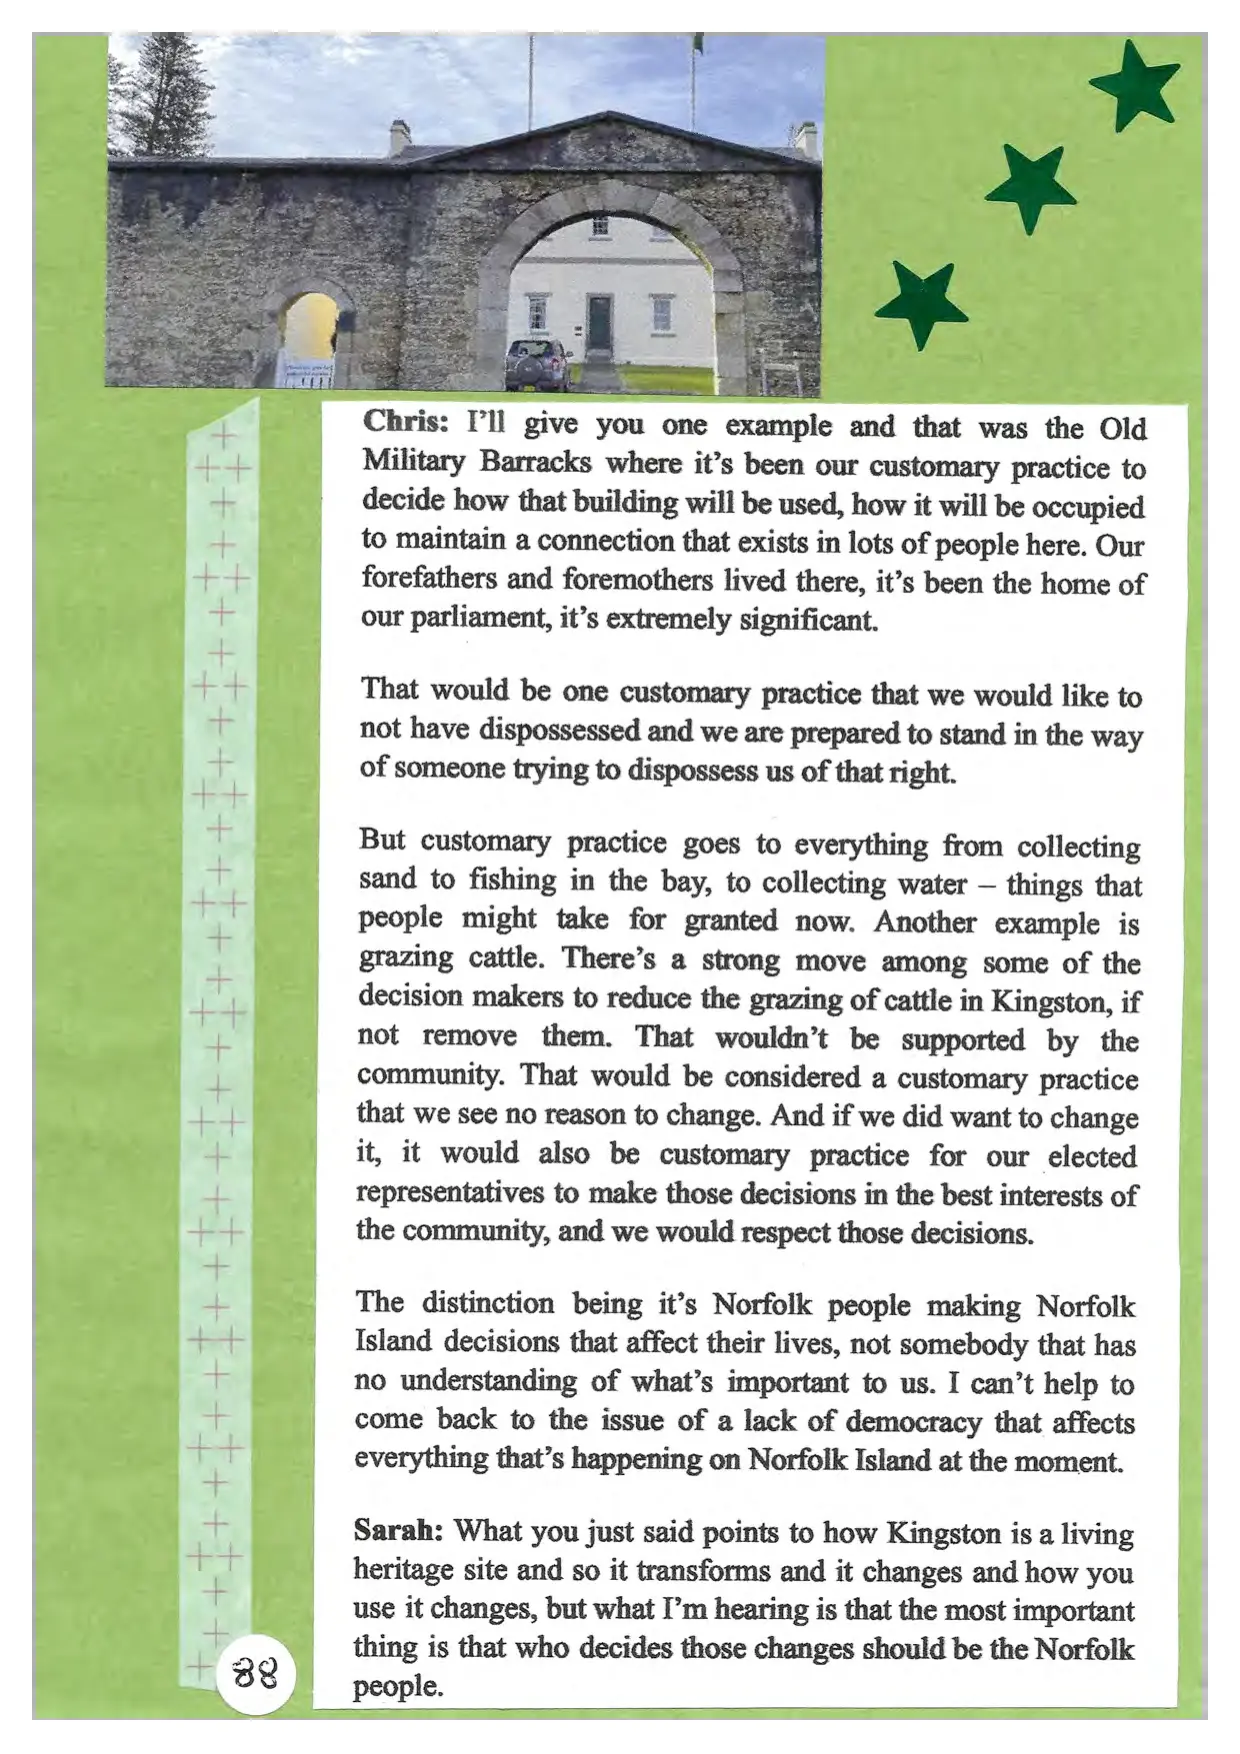 Chris: I'll give you one example and that was the Old
Military Barracks where it's been our customary practice to
decide how that building will be used, how it will be occupied
to maintain a connection that exists in lots of people here. Our
forefathers and foremothers lived there, it's been the home of
our parliament, it's extremely significant.
That would be one customary practice that we would like to
not have dispossessed and we are prepared to stand in the way
of someone trying to dispossess us of that right.
But customary practice goes to everything from collecting
sand to fishing in the bay, to collecting water – things that
people might take for granted now. Another example is
grazing cattle. There's a strong move among some of the
decision makers to reduce the grazing of cattle in Kingston, if
not remove them. That wouldn't be supported by the
community. That would be considered a customary practice
that we see no reason to change. And if we did want to change
it, it would also be customary practice for our elected
representatives to make those decisions in the best interests of
the community, and we would respect those decisions.
The distinction being it's Norfolk people making Norfolk
Island decisions that affect their lives, not somebody that has
no understanding of what's important to us. I can't help to
come back to the issue of a lack of democracy that affects
everything that's happening on Norfolk Island at the moment.
Sarah: What you just said points to how Kingston is a living
heritage site and so it transforms and it changes and how you
use it changes, but what I'm hearing is that the most important
thing is that who decides those changes should be the Norfolk
people.
38